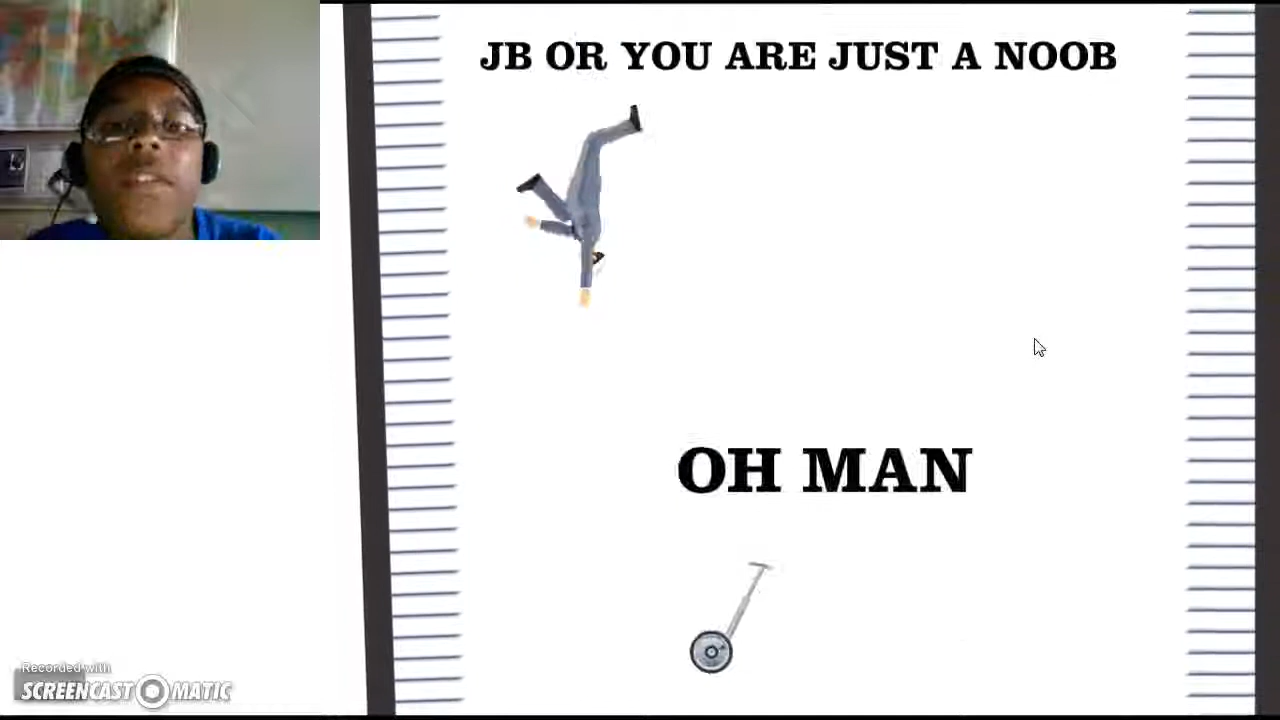 JB OR YOU ARE JUST A NOOB
OH MAN
Recorded with
SCREENCAST-O-MATIC